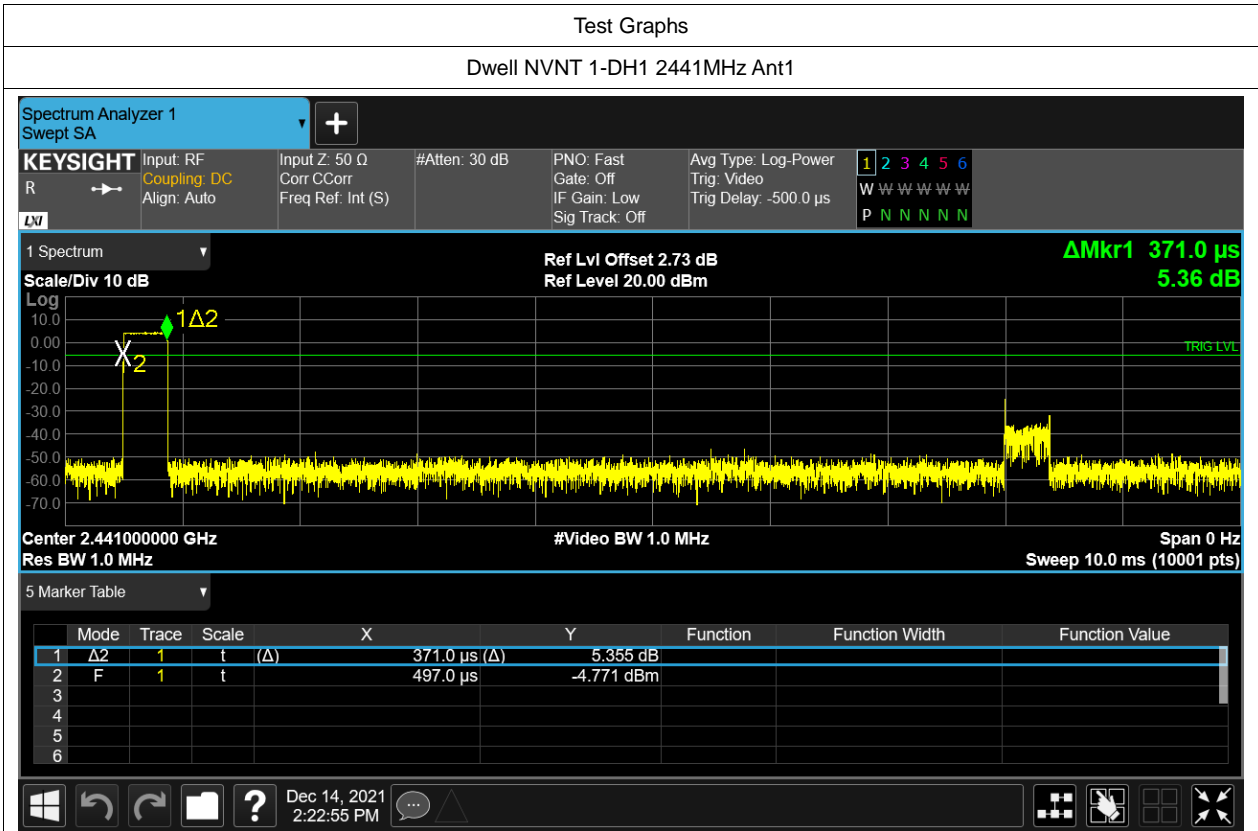 Test Graphs
Dwell NVNT 1-DH1 2441MHz Ant1
Spectrum Analyzer 1
Swept SA
KEYSIGHT Input: RF Input Z: 50 Ω #Atten: 30 dB PNO: Fast Avg Type: Log-Power 1 2 3 4 5 6
R Coupling: DC Corr CCorr Gate: Off Trig: Video W W W W W W
Align: Auto Freq Ref: Int (S) IF Gain: Low Trig Delay: -500.0 µs
LXI Sig Track: Off P N N N N N
1 Spectrum Ref Lvl Offset 2.73 dB ΔMkr1 371.0 µs
Scale/Div 10 dB Ref Level 20.00 dBm 5.36 dB
Log
10.0 1Δ2
0.00 TRIG LVL
X2
-10.0
-20.0
-30.0
-40.0
-50.0
-60.0
-70.0
Center 2.441000000 GHz #Video BW 1.0 MHz Span 0 Hz
Res BW 1.0 MHz Sweep 10.0 ms (10001 pts)
5 Marker Table
Mode Trace Scale X Y Function Function Width Function Value
1 Δ2 1 t (Δ) 371.0 µs (Δ) 5.355 dB
2 F 1 t 497.0 µs -4.771 dBm
3
4
5
6
? Dec 14, 2021
2:22:55 PM